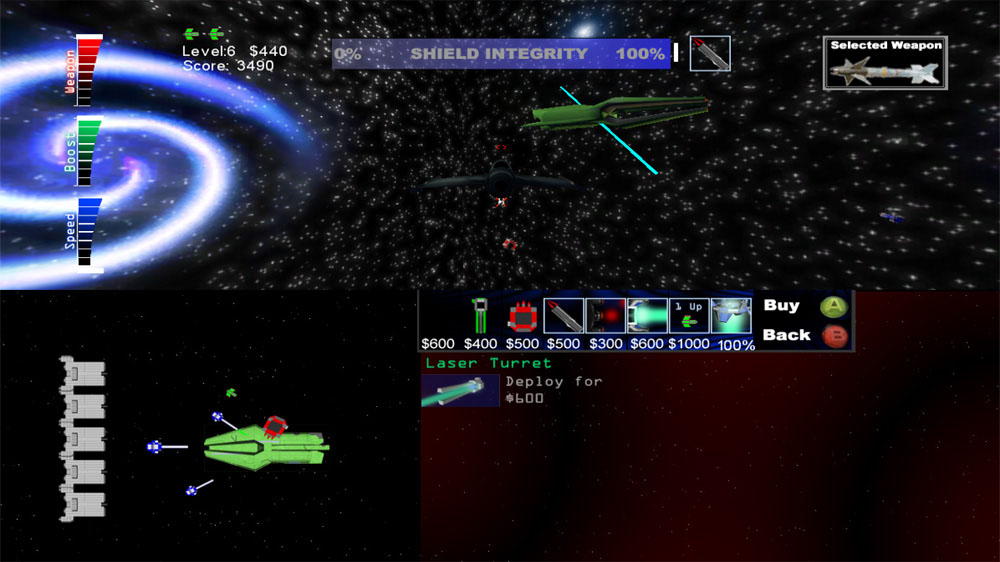 Level:6 $440
Score: 3490
0% SHIELD INTEGRITY 100%
Selected Weapon
Weapon
Boost
Speed
1 Up
Buy A
Back B
$600 $400 $500 $500 $300 $600 $1000 100%
Laser Turret
Deploy for
$600